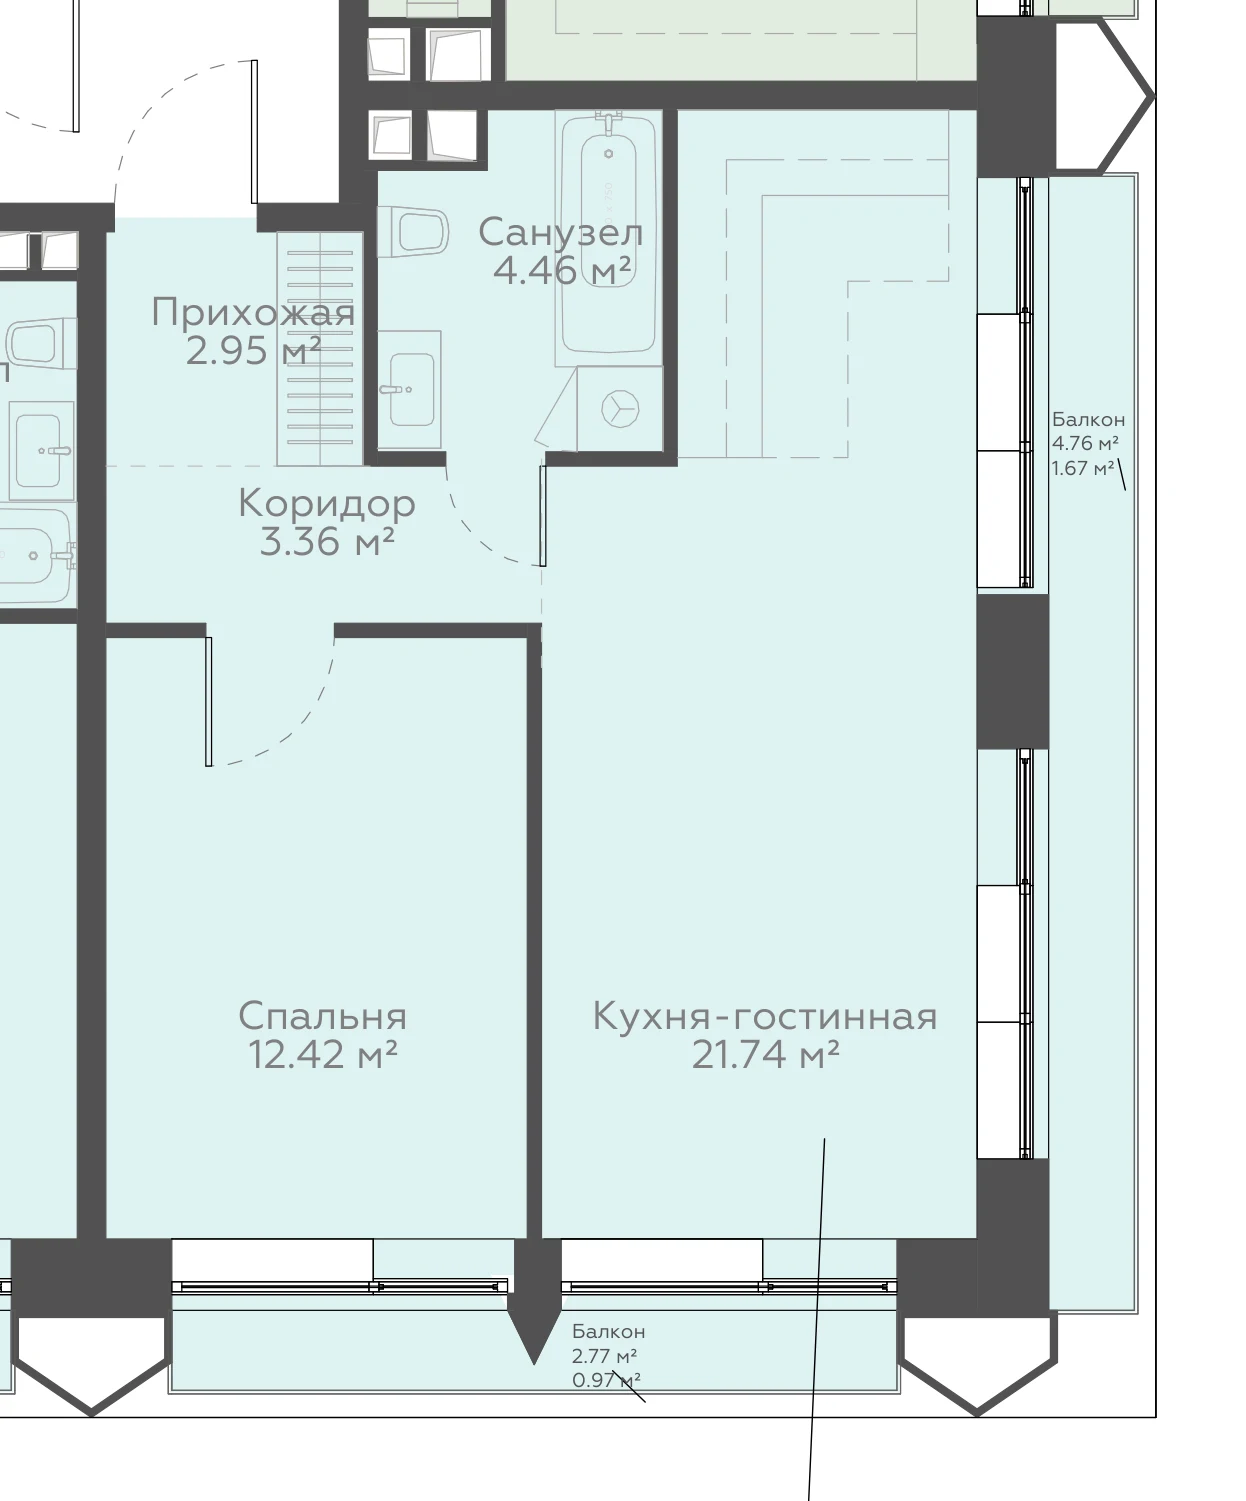 Санузел
4.46 м²
Прихожая
2.95 м²
Балкон
4.76 м²
1.67 м²
Коридор
3.36 м²
Спальня
12.42 м²
Кухня-гостинная
21.74 м²
Балкон
2.77 м²
0.97 м²